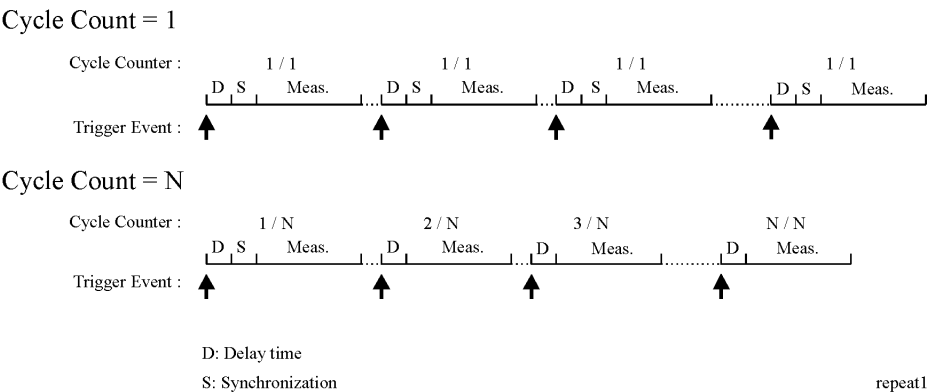 Cycle Count = 1
Cycle Counter : 1 / 1 1 / 1 1 / 1 1 / 1
D S Meas. D S Meas. D S Meas. D S Meas.
Trigger Event :
Cycle Count = N
Cycle Counter : 1 / N 2 / N 3 / N N / N
D S Meas. D Meas. D Meas. D Meas.
Trigger Event :
D: Delay time
S: Synchronization repeat1